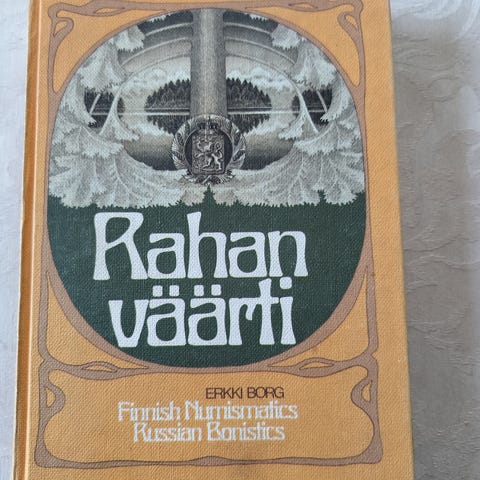 Rahan
väärti
ERKKI BORG
Finnish Numismatics
Russian Bonistics